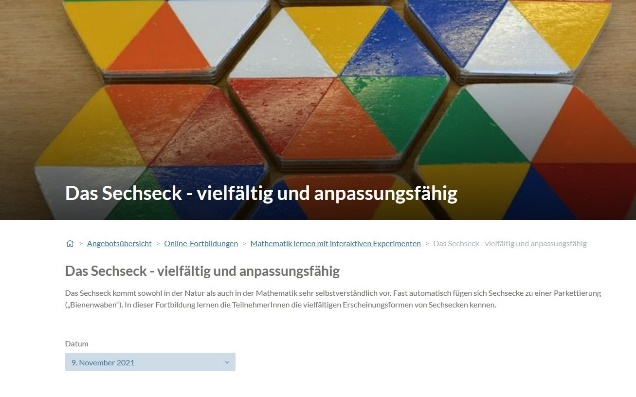 Das Sechseck - vielfältig und anpassungsfähig
Angebotsübersicht > Online-Fortbildungen > Mathematik lernen mit interaktiven Experimenten > Das Sechseck - vielfältig und anpassungsfähig
Das Sechseck - vielfältig und anpassungsfähig
Das Sechseck kommt sowohl in der Natur als auch in der Mathematik sehr selbstverständlich vor. Fast automatisch fügen sich Sechsecke zu einer Parkettierung
(„Bienenwaben“). In dieser Fortbildung lernen die TeilnehmerInnen die vielfältigen Erscheinungsformen von Sechsecken kennen.
Datum
9. November 2021